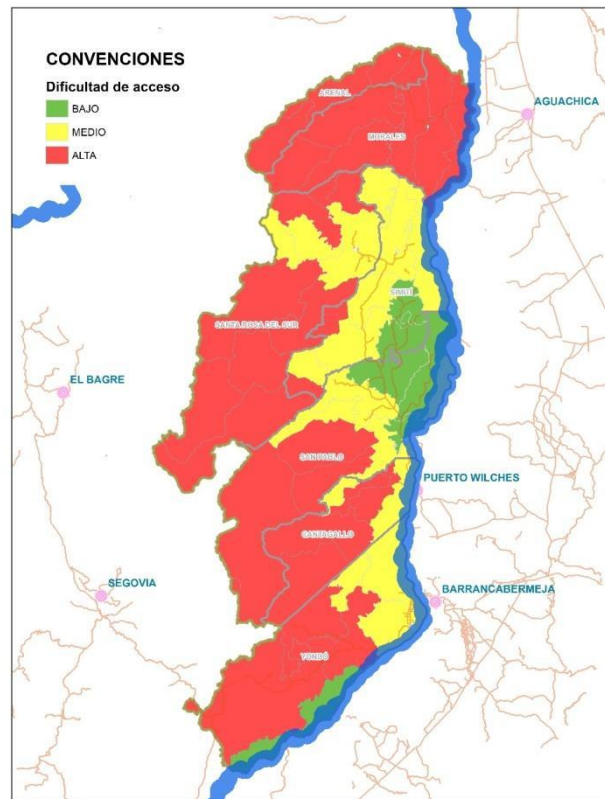 CONVENCIONES
Dificultad de acceso
BAJO
MEDIO
ALTA
ARENAL
AGUACHICA
MORALES
SIMITÍ
SANTA ROSA DEL SUR
EL BAGRE
SAN PABLO
PUERTO WILCHES
CANTAGALLO
SEGOVIA
BARRANCABERMEJA
YONDÓ